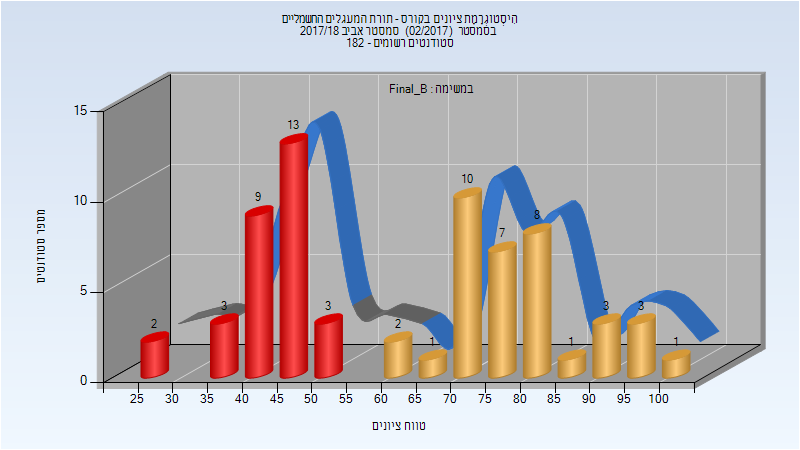 היסטוגרמת ציונים בקורס - תורת המעגלים החשמליים
בסמסטר (02/2017) סמסטר אביב 2017/18
סטודנטים רשומים - 182
במשימה : Final_B
מספר סטודנטים
15
10
5
0
2
3
9
13
3
2
1
10
7
8
1
3
3
1
25 30 35 40 45 50 55 60 65 70 75 80 85 90 95 100
טווח ציונים